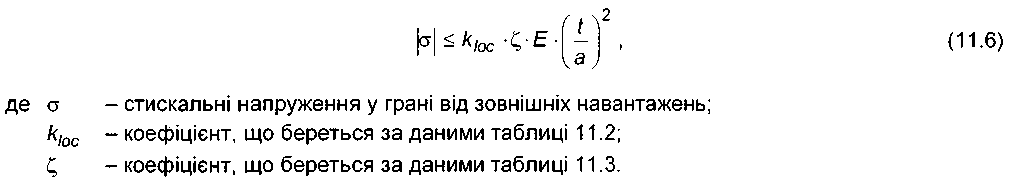 |σ| ≤ k_loc · ζ · E · (t/a)², (11.6)
де σ – стискальні напруження у грані від зовнішніх навантажень;
k_loc – коефіцієнт, що береться за даними таблиці 11.2;
ζ – коефіцієнт, що береться за даними таблиці 11.3.